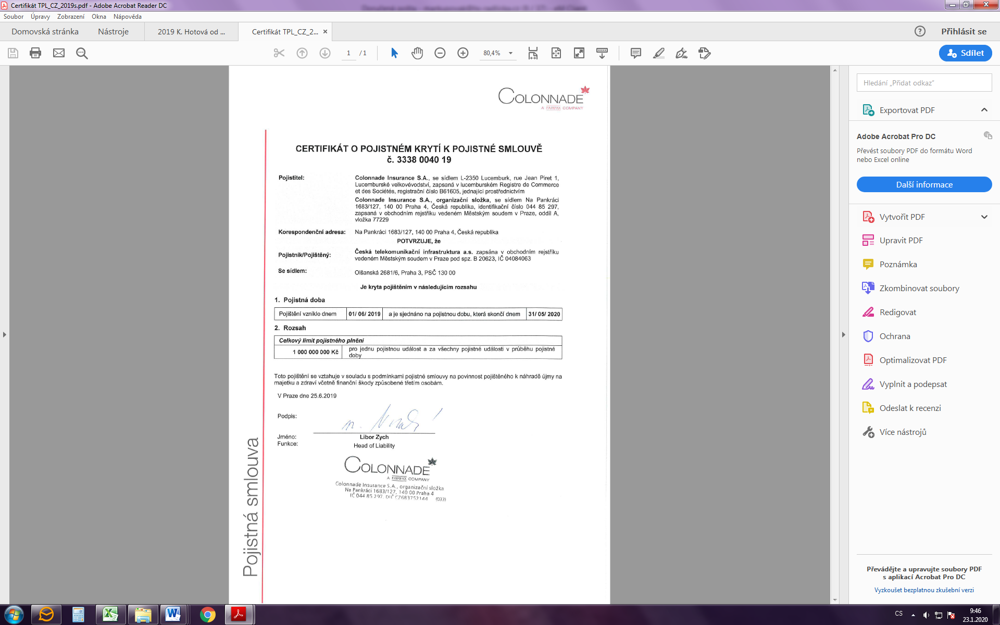 Certifikát TPL_CZ_2019s.pdf - Adobe Acrobat Reader DC
Soubor Úpravy Zobrazení Okna Nápověda
Domovská stránka Nástroje 2019 K. Hotová od ... Certifikát TPL_CZ_2... × Přihlásit se
1 / 1 80,4% Sdílet
COLONNADE
A FAIRFAX COMPANY
CERTIFIKÁT O POJISTNÉM KRYTÍ K POJISTNÉ SMLOUVĚ
č. 3338 0040 19
Pojistitel: Colonnade Insurance S.A., se sídlem L-2350 Lucemburk, rue Jean Piret 1,
Lucemburské velkovévodství, zapsaná v lucemburském Registre de Commerce
et des Sociétés, registrační číslo B61605, jednající prostřednictvím
Colonnade Insurance S.A., organizační složka, se sídlem Na Pankráci
1683/127, 140 00 Praha 4, Česká republika, identifikační číslo 044 85 297,
zapsaná v obchodním rejstříku vedeném Městským soudem v Praze, oddíl A,
vložka 77229
Korespondenční adresa: Na Pankráci 1683/127, 140 00 Praha 4, Česká republika
POTVRZUJE, že
Pojistník/Pojištěný: Česká telekomunikační infrastruktura a.s. zapsána v obchodním rejstříku
vedeném Městským soudem v Praze pod spz. B 20623, IČ 04084063
Se sídlem: Olšanská 2681/6, Praha 3, PSČ 130 00
Je kryta pojištěním v následujícím rozsahu
1. Pojistná doba
Pojištění vzniklo dnem 01/ 06/ 2019 a je sjednáno na pojistnou dobu, která skončí dnem 31/ 05/ 2020
2. Rozsah
Celkový limit pojistného plnění
1 000 000 000 Kč pro jednu pojistnou událost a za všechny pojistné události v průběhu pojistné
doby
Toto pojištění se vztahuje v souladu s podmínkami pojistné smlouvy na povinnost pojištěného k náhradě újmy na
majetku a zdraví včetně finanční škody způsobené třetím osobám.
V Praze dne 25.6.2019
Podpis:
Jméno: Libor Zych
Funkce: Head of Liability
COLONNADE
A FAIRFAX COMPANY
Colonnade Insurance S.A., organizační složka
Na Pankráci 1683/127, 140 00 Praha 4
IČ 044 85 297, DIČ CZ683752144 (033)
Pojistná smlouva
Hledání „Přidat odkaz“
Exportovat PDF
Adobe Acrobat Pro DC
Převést soubory PDF do formátu Word
nebo Excel online
Další informace
Vytvořit PDF
Upravit PDF
Poznámka
Zkombinovat soubory
Redigovat
Ochrana
Optimalizovat PDF
Vyplnit a podepsat
Odeslat k recenzi
Více nástrojů
Převádějte a upravujte soubory PDF
s aplikací Acrobat Pro DC
Vyzkoušet bezplatnou zkušební verzi
CS 9:46
23.1.2020